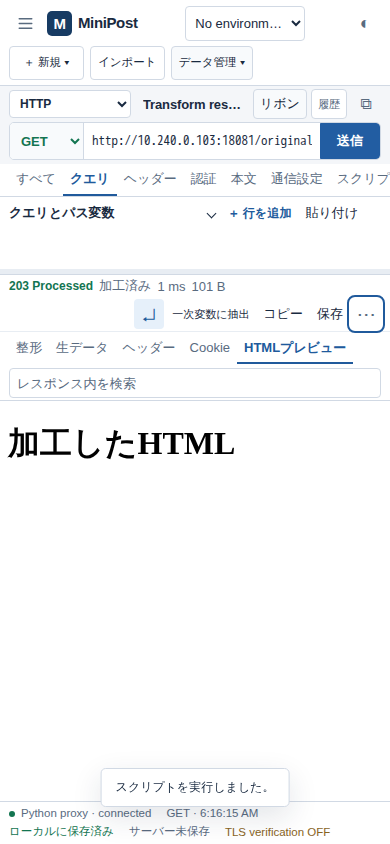 M MiniPost No environm…
＋ 新規 ▾ インポート データ管理 ▾
HTTP Transform res… リボン 履歴
GET http://10.240.0.103:18081/original 送信
すべて クエリ ヘッダー 認証 本文 通信設定 スクリプ
クエリとパス変数 + 行を追加 貼り付け
203 Processed 加工済み 1 ms 101 B
一次変数に抽出 コピー 保存 …
整形 生データ ヘッダー Cookie HTMLプレビュー
レスポンス内を検索
加工したHTML
スクリプトを実行しました。
Python proxy · connected GET · 6:16:15 AM
ローカルに保存済み サーバー未保存 TLS verification OFF